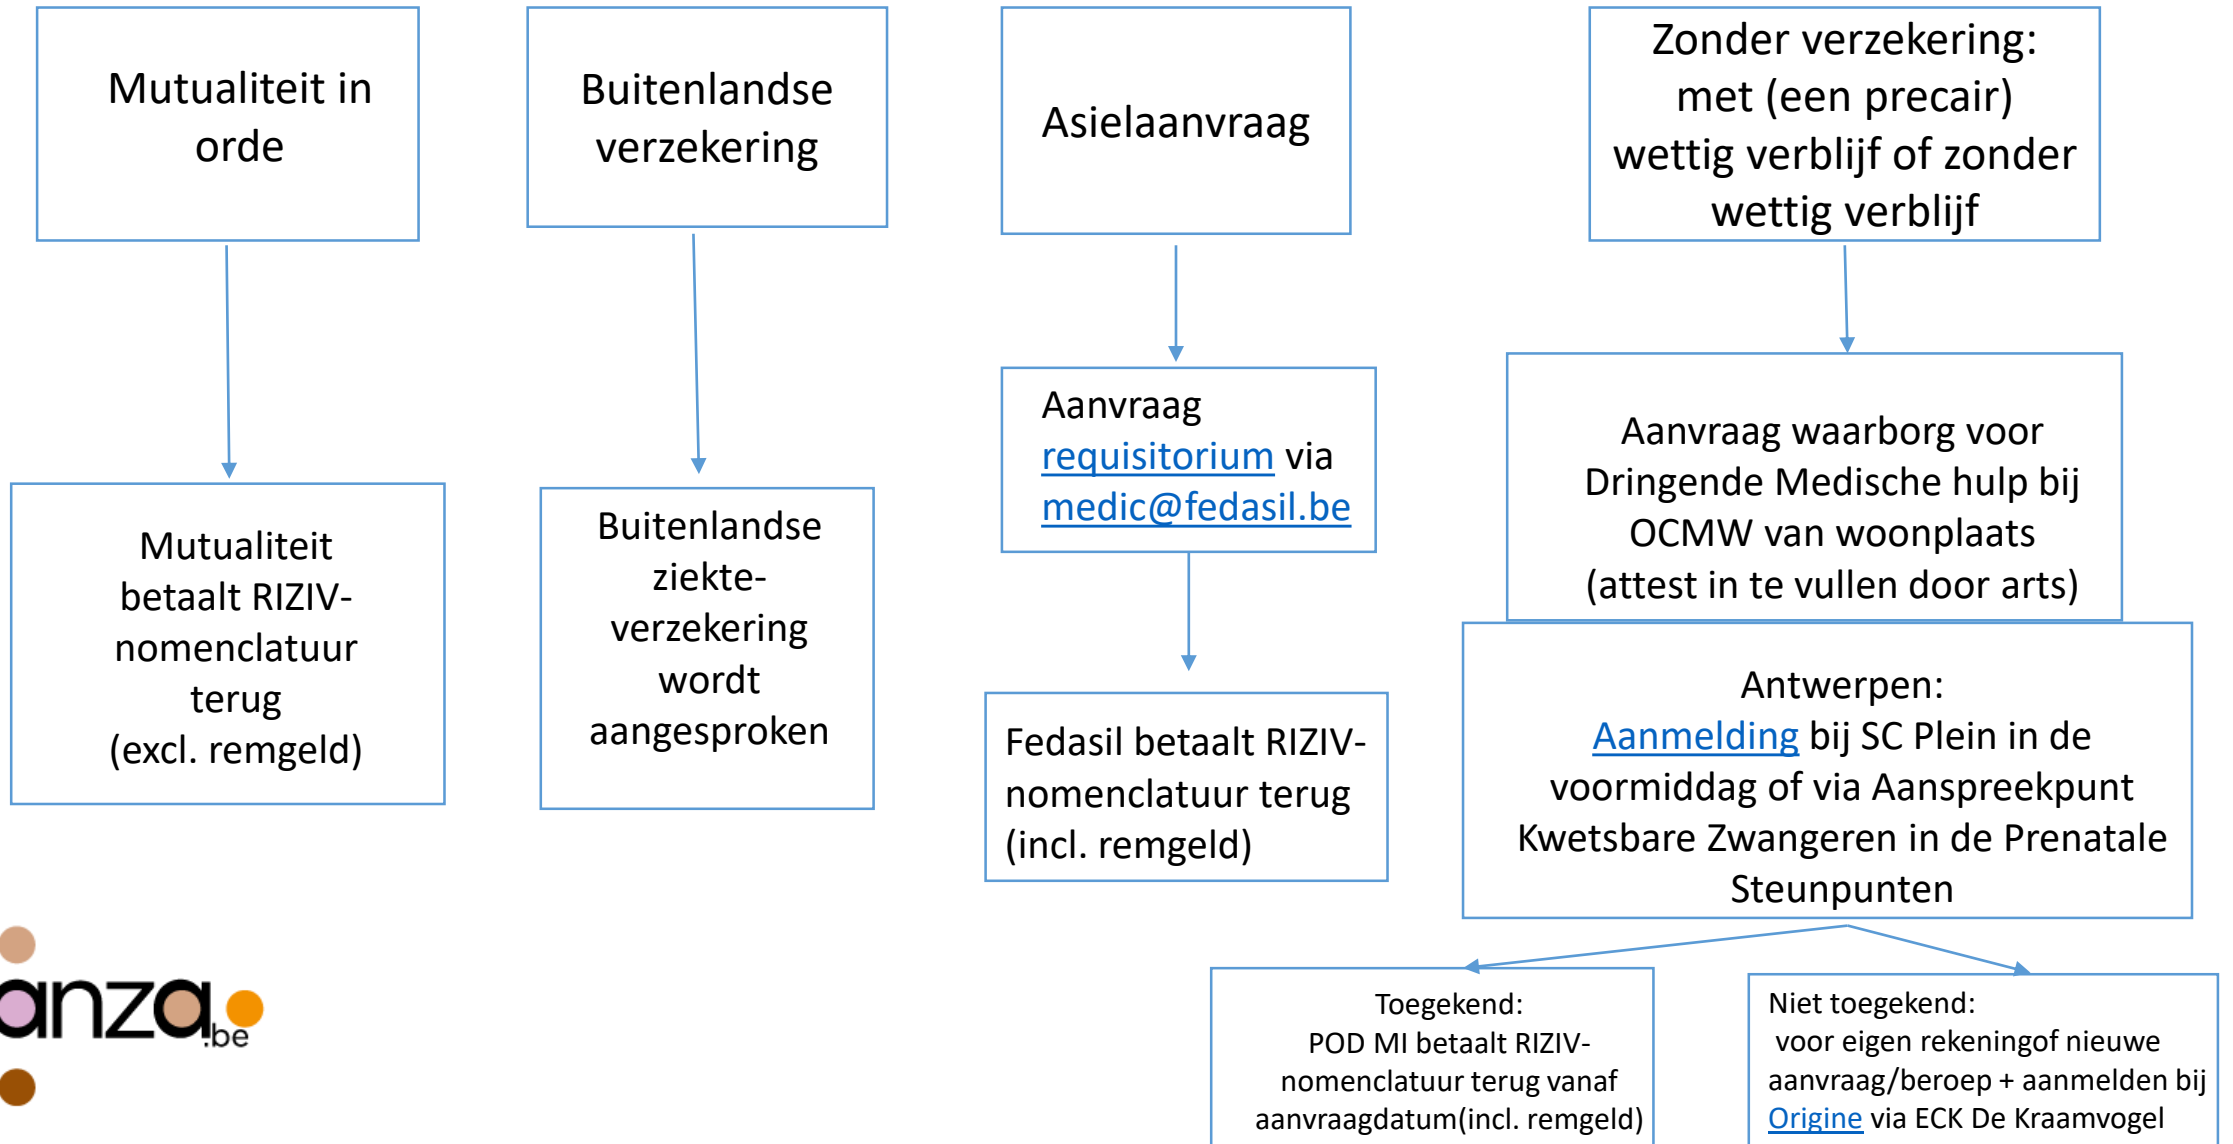 Mutualiteit in
orde
Buitenlandse
verzekering
Asielaanvraag
Zonder verzekering:
met (een precair)
wettig verblijf of zonder
wettig verblijf
Mutualiteit
betaalt RIZIV-
nomenclatuur
terug
(excl. remgeld)
Buitenlandse
ziekte-
verzekering
wordt
aangesproken
Aanvraag
requisitorium via
medic@fedasil.be
Fedasil betaalt RIZIV-
nomenclatuur terug
(incl. remgeld)
Aanvraag waarborg voor
Dringende Medische hulp bij
OCMW van woonplaats
(attest in te vullen door arts)
Antwerpen:
Aanmelding bij SC Plein in de
voormiddag of via Aanspreekpunt
Kwetsbare Zwangeren in de Prenatale
Steunpunten
Toegekend:
POD MI betaalt RIZIV-
nomenclatuur terug vanaf
aanvraagdatum(incl. remgeld)
Niet toegekend:
voor eigen rekeningof nieuwe
aanvraag/beroep + aanmelden bij
Origine via ECK De Kraamvogel
anza.be